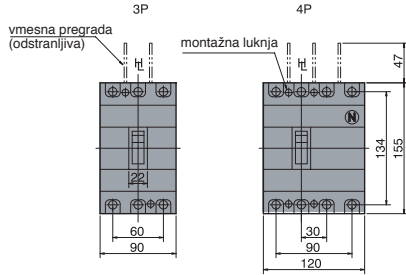 3P
4P
vmesna pregrada
(odstranljiva)
montažna luknja
47
N
134
155
22
60
90
30
90
120